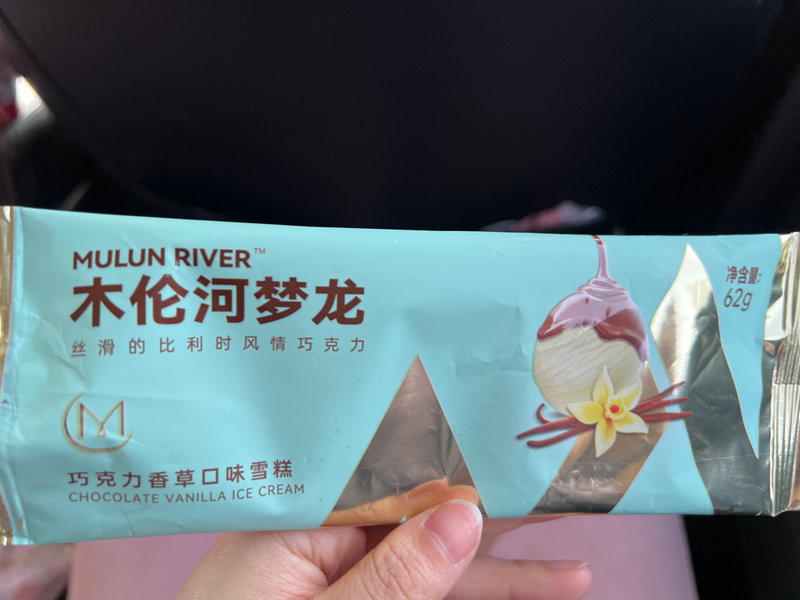 MULUN RIVER™
木伦河梦龙
丝滑的比利时风情巧克力
M
巧克力香草口味雪糕
CHOCOLATE VANILLA ICE CREAM
净含量:
62g